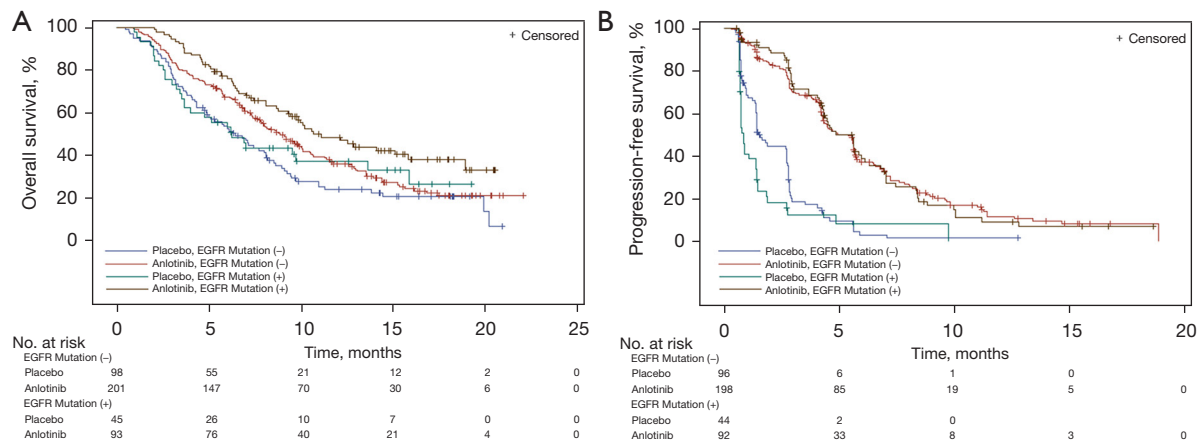 A
Overall survival, %
100
80
60
40
20
0
+ Censored
Placebo, EGFR Mutation (−)
Anlotinib, EGFR Mutation (−)
Placebo, EGFR Mutation (+)
Anlotinib, EGFR Mutation (+)
0 5 10 15 20 25
Time, months
No. at risk
EGFR Mutation (−)
Placebo 98 55 21 12 2 0
Anlotinib 201 147 70 30 6 0
EGFR Mutation (+)
Placebo 45 26 10 7 0 0
Anlotinib 93 76 40 21 4 0
B
Progression-free survival, %
100
80
60
40
20
0
+ Censored
Placebo, EGFR Mutation (−)
Anlotinib, EGFR Mutation (−)
Placebo, EGFR Mutation (+)
Anlotinib, EGFR Mutation (+)
0 5 10 15 20
Time, months
No. at risk
EGFR Mutation (−)
Placebo 96 6 1 0
Anlotinib 198 85 19 5 0
EGFR Mutation (+)
Placebo 44 2 0
Anlotinib 92 33 8 3 0